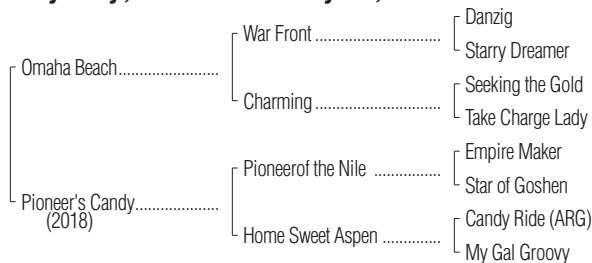 Omaha Beach
Pioneer's Candy
(2018)
War Front
Charming
Pioneerof the Nile
Home Sweet Aspen
Danzig
Starry Dreamer
Seeking the Gold
Take Charge Lady
Empire Maker
Star of Goshen
Candy Ride (ARG)
My Gal Groovy